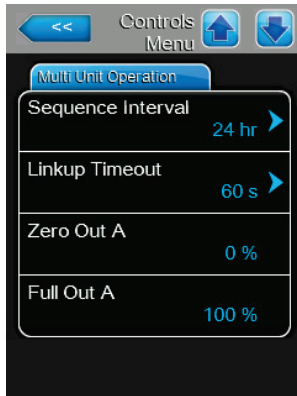 <<
Controls
Menu
Multi Unit Operation
Sequence Interval
24 hr
Linkup Timeout
60 s
Zero Out A
0 %
Full Out A
100 %